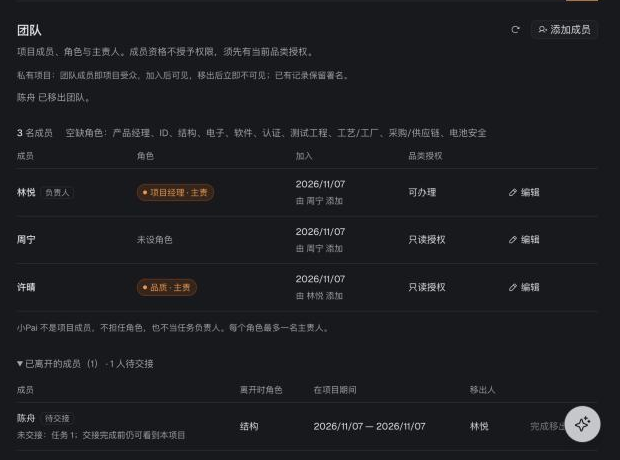 团队
添加成员
项目成员、角色与主责人。成员资格不授予权限，须先有当前品类授权。
私有项目：团队成员即项目受众，加入后可见，移出后立即不可见；已有记录保留署名。
陈舟 已移出团队。
3 名成员 空缺角色：产品经理、ID、结构、电子、软件、认证、测试工程、工艺/工厂、采购/供应链、电池安全
成员 角色 加入 品类授权
林悦 负责人 项目经理 · 主责 2026/11/07 可办理 编辑
由 周宁 添加
周宁 未设角色 2026/11/07 只读授权 编辑
由 周宁 添加
许晴 品质 · 主责 2026/11/07 只读授权 编辑
由 林悦 添加
小Pai 不是项目成员，不担任角色，也不当任务负责人。每个角色最多一名主责人。
▼已离开的成员（1） · 1 人待交接
成员 离开时角色 在项目期间 移出人
陈舟 待交接 结构 2026/11/07 — 2026/11/07 林悦 完成移出
未交接：任务 1；交接完成前仍可看到本项目